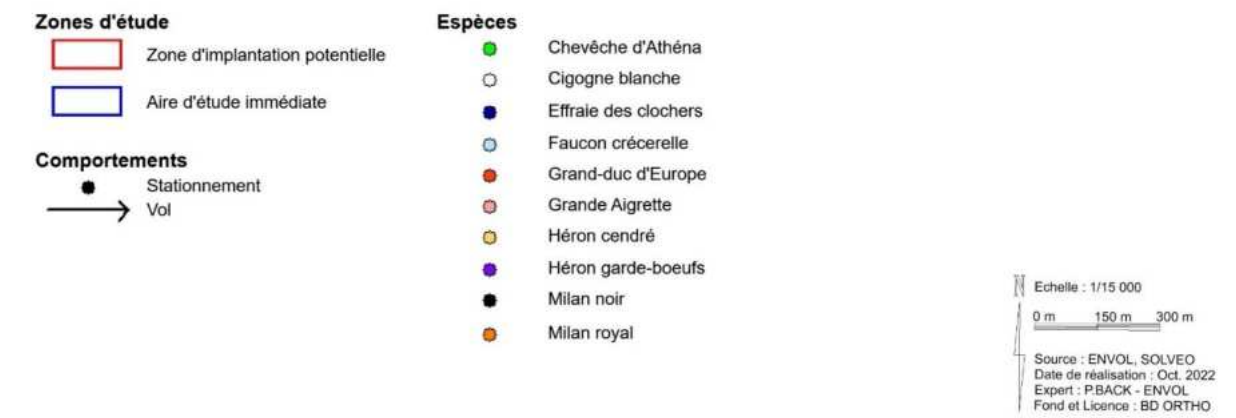 Zones d'étude
Zone d'implantation potentielle
Aire d'étude immédiate
Comportements
Stationnement
Vol
Espèces
Chevêche d'Athéna
Cigogne blanche
Effraie des clochers
Faucon crécerelle
Grand-duc d'Europe
Grande Aigrette
Héron cendré
Héron garde-boeufs
Milan noir
Milan royal
N
Echelle : 1/15 000
0 m 150 m 300 m
Source : ENVOL, SOLVEO
Date de réalisation : Oct. 2022
Expert : P.BACK - ENVOL
Fond et Licence : BD ORTHO